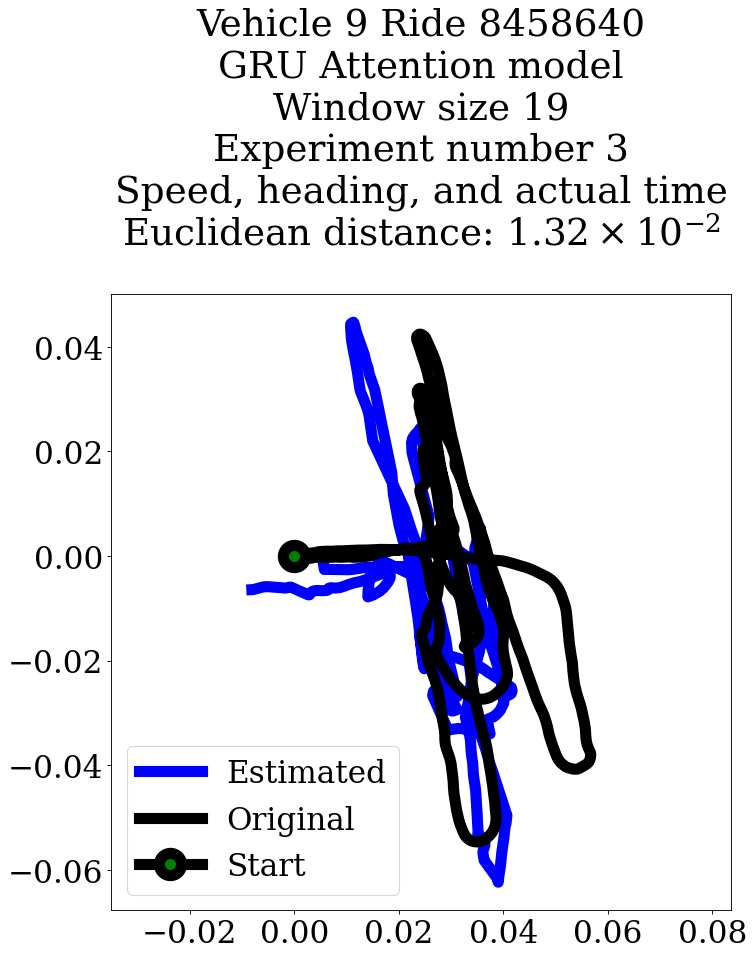 Vehicle 9 Ride 8458640
GRU Attention model
Window size 19
Experiment number 3
Speed, heading, and actual time
Euclidean distance: 1.32 × 10⁻²
0.04
0.02
0.00
−0.02
−0.04
−0.06
Estimated
Original
Start
−0.02 0.00 0.02 0.04 0.06 0.08